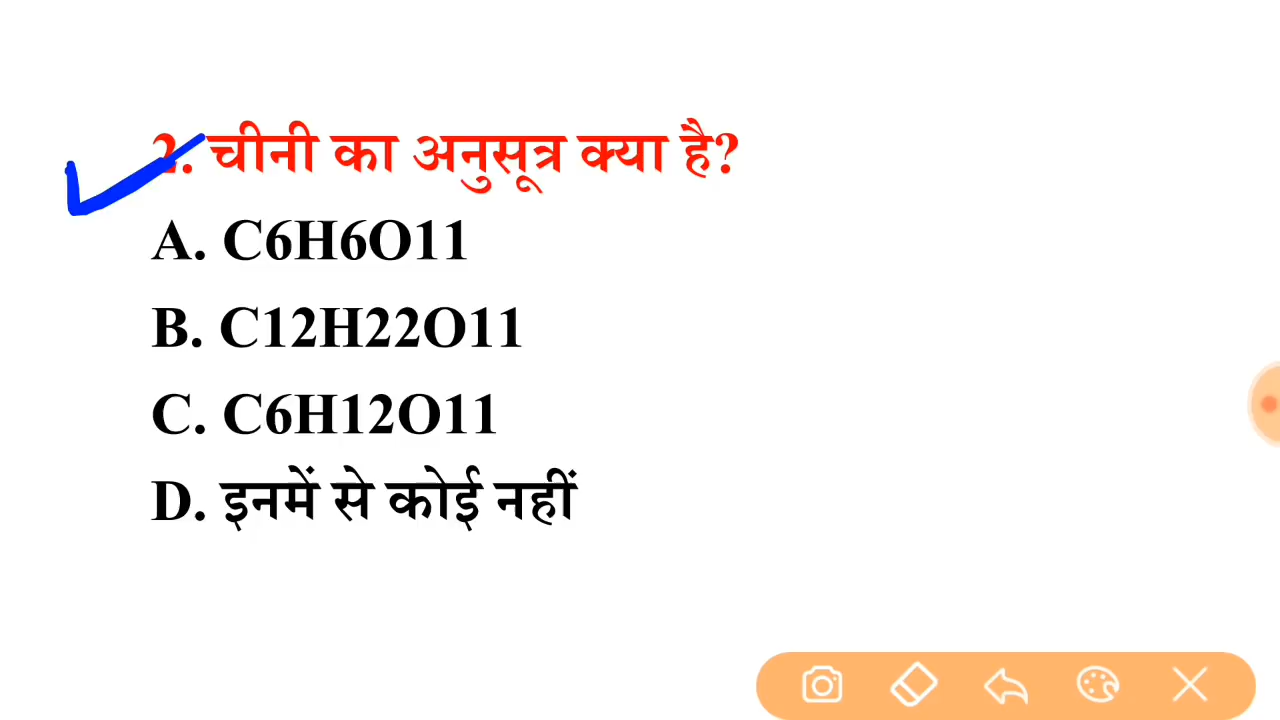 2. चीनी का अनुसूत्र क्या है?
A. C6H6O11
B. C12H22O11
C. C6H12O11
D. इनमें से कोई नहीं